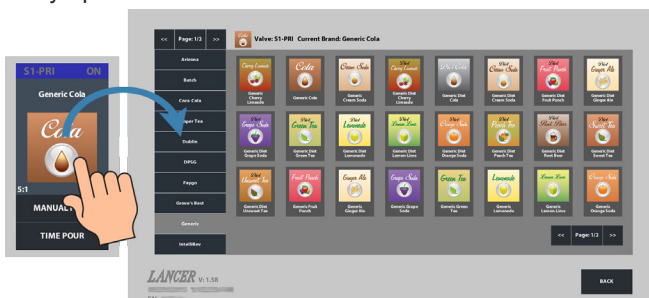 << Page: 1/2 >>
Valve: S1-PRI Current Brand: Generic Cola
S1-PRI ON
Generic Cola
Cola
5:1
MANUAL
TIME POUR
Arizona
Barch
Coca-Cola
per Tea
Dublin
DPSG
Faygo
Grove's Best
Generic
IntelliBev
Cherry Limeade
Generic
Cherry
Limeade
Cola
Generic Cola
Cream Soda
Generic
Cream Soda
Diet
Cherry Limeade
Generic Diet
Cherry
Limeade
Diet Cola
Generic Diet
Cola
Diet
Cream Soda
Generic Diet
Cream Soda
Diet
Fruit Punch
Generic Diet
Fruit Punch
Diet
Ginger Ale
Generic Diet
Ginger Ale
Diet
Grape Soda
Generic Diet
Grape Soda
Diet
Green Tea
Generic Diet
Green Tea
Diet
Lemonade
Generic Diet
Lemonade
Diet
Lemon Lime
Generic Diet
Lemon-Lime
Diet
Orange Soda
Generic Diet
Orange Soda
Diet
Peach Tea
Generic Diet
Peach Tea
Diet
Root Beer
Generic Diet
Root Beer
Diet
Sweet Tea
Generic Diet
Sweet Tea
Diet
Unsweet Tea
Generic Diet
Unsweet Tea
Fruit Punch
Generic Fruit
Punch
Ginger Ale
Generic
Ginger Ale
Grape Soda
Generic Grape
Soda
Green Tea
Generic Green
Tea
Lemonade
Generic
Lemonade
Lemon Lime
Generic
Lemon Lime
Orange Soda
Generic
Orange Soda
<< Page: 1/2 >>
LANCER V: 1.58
BACK